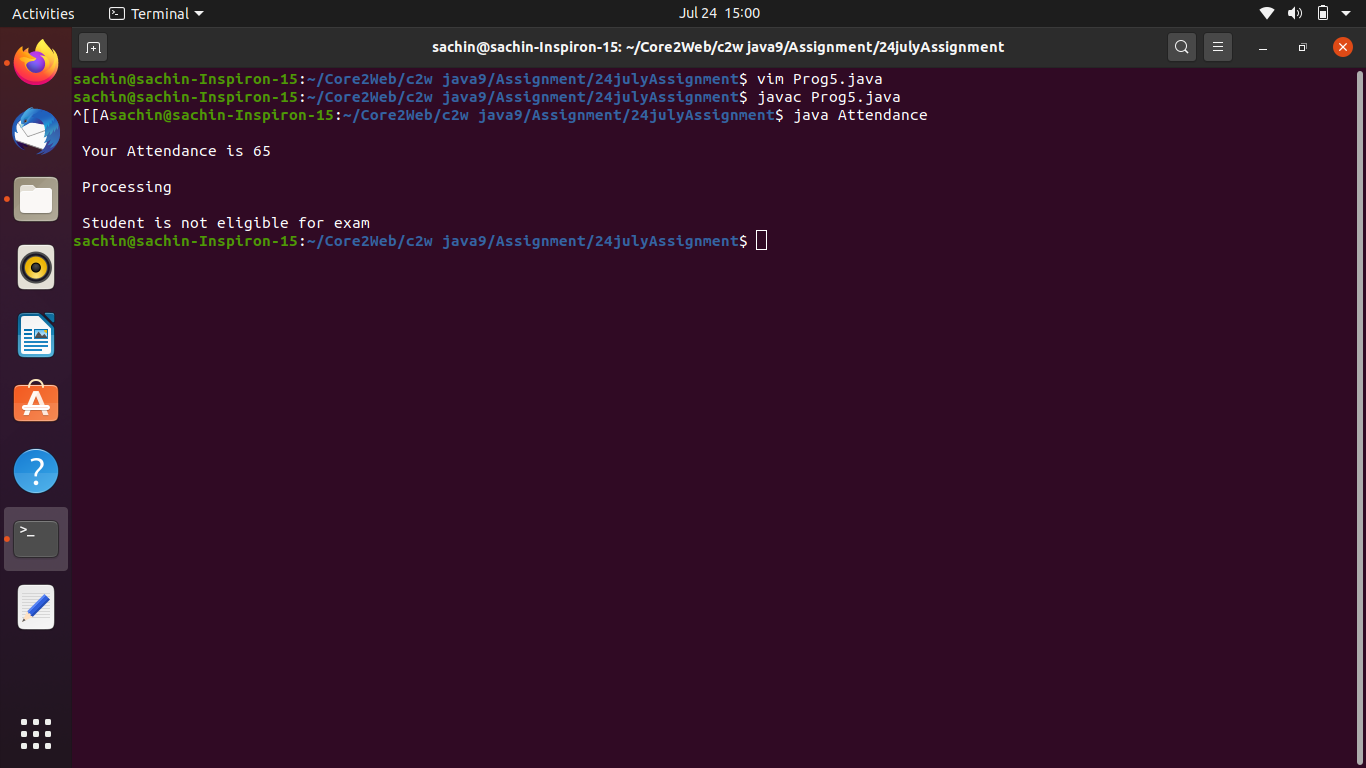 Activities
Terminal
Jul 24 15:00
sachin@sachin-Inspiron-15: ~/Core2Web/c2w java9/Assignment/24julyAssignment
sachin@sachin-Inspiron-15:~/Core2Web/c2w java9/Assignment/24julyAssignment$ vim Prog5.java
sachin@sachin-Inspiron-15:~/Core2Web/c2w java9/Assignment/24julyAssignment$ javac Prog5.java
^[[Asachin@sachin-Inspiron-15:~/Core2Web/c2w java9/Assignment/24julyAssignment$ java Attendance
Your Attendance is 65
Processing
Student is not eligible for exam
sachin@sachin-Inspiron-15:~/Core2Web/c2w java9/Assignment/24julyAssignment$